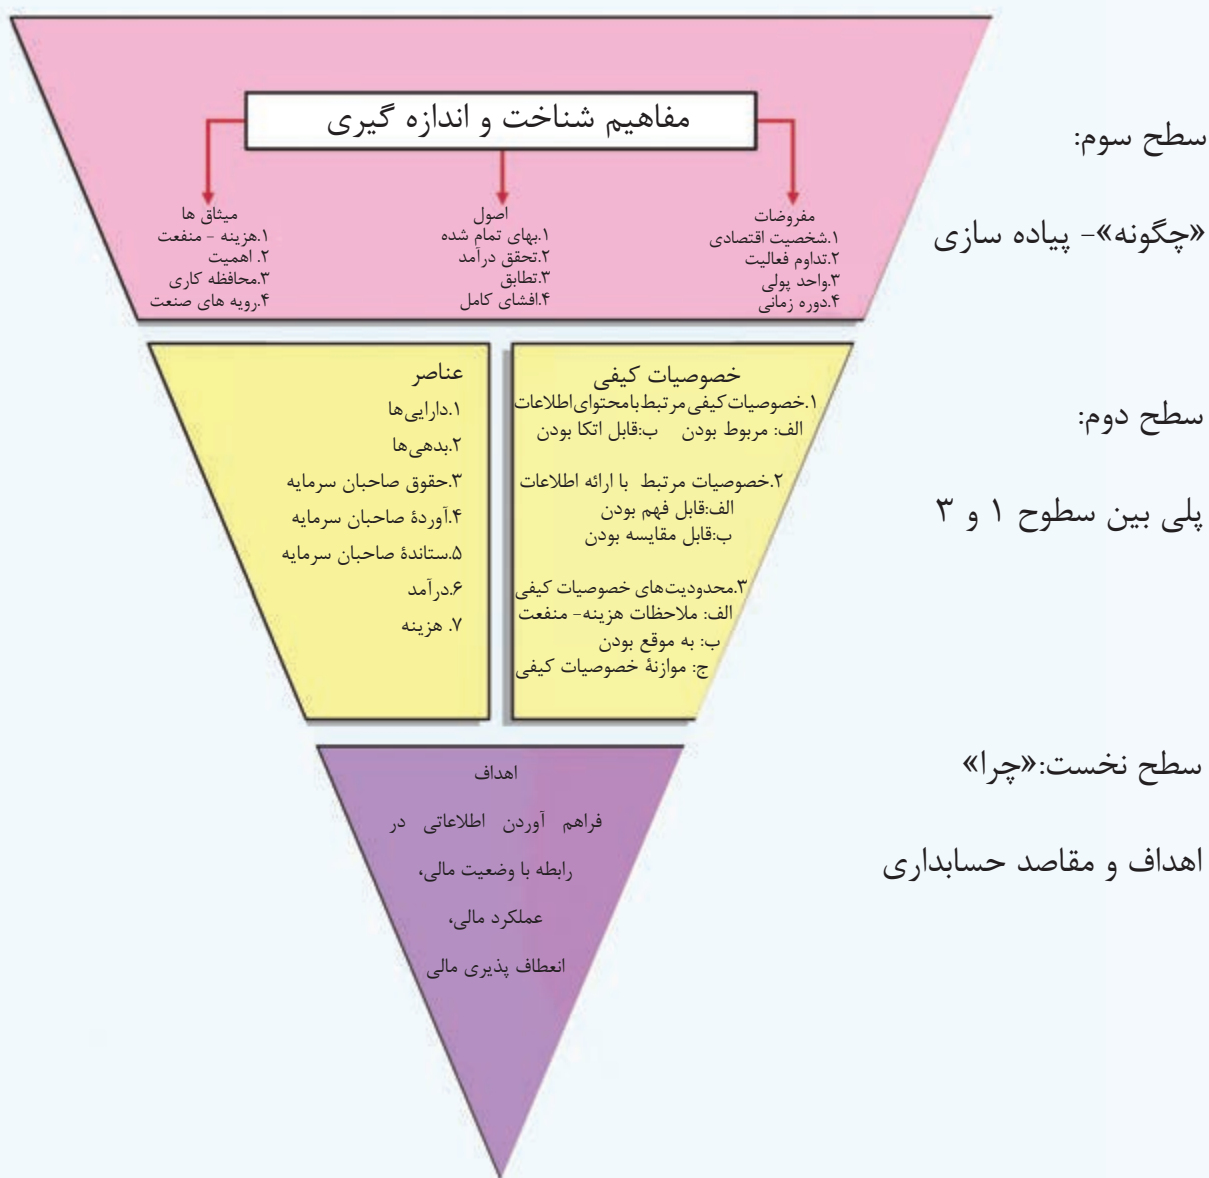 مفاهیم شناخت و اندازه گیری
سطح سوم:
«چگونه»- پیاده سازی
مفروضات
۱.شخصیت اقتصادی
۲.تداوم فعالیت
۳.واحد پولی
۴.دوره زمانی
اصول
۱.بهای تمام شده
۲.تحقق درآمد
۳.تطابق
۴.افشای کامل
میثاق ها
۱.هزینه - منفعت
۲. اهمیت
۳.محافظه کاری
۴.رویه های صنعت
سطح دوم:
پلی بین سطوح ۱ و ۳
خصوصیات کیفی
۱.خصوصیات کیفی مرتبط با محتوای اطلاعات
الف: مربوط بودن ب:قابل اتکا بودن
۲.خصوصیات مرتبط با ارائه اطلاعات
الف:قابل فهم بودن
ب:قابل مقایسه بودن
۳.محدودیت‌های خصوصیات کیفی
الف: ملاحظات هزینه- منفعت
ب: به موقع بودن
ج: موازنهٔ خصوصیات کیفی
عناصر
۱.دارایی‌ها
۲.بدهی‌ها
۳.حقوق صاحبان سرمایه
۴.آوردهٔ صاحبان سرمایه
۵.ستاندهٔ صاحبان سرمایه
۶.درآمد
۷. هزینه
سطح نخست:«چرا»
اهداف و مقاصد حسابداری
اهداف
فراهم آوردن اطلاعاتی در
رابطه با وضعیت مالی،
عملکرد مالی،
انعطاف پذیری مالی